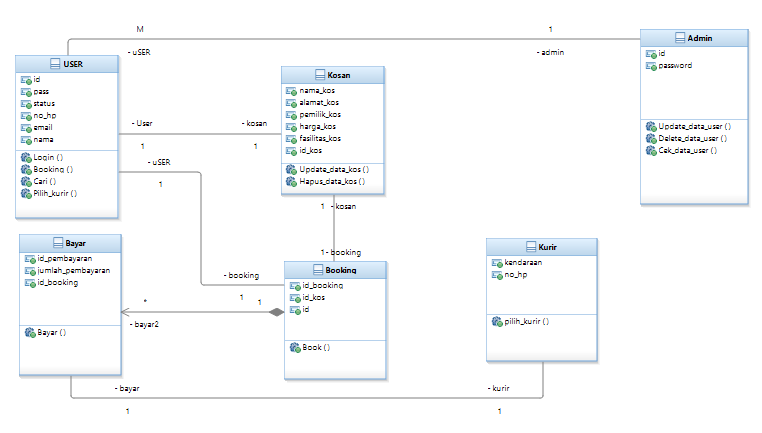 M
1
- uSER
- admin
USER
id
pass
status
no_hp
email
nama
Login ()
Booking ()
Cari ()
Pilih_kurir ()
Kosan
nama_kos
alamat_kos
pemilik_kos
harga_kos
fasilitas_kos
id_kos
Update_data_kos ()
Hapus_data_kos ()
Admin
id
password
Update_data_user ()
Delete_data_user ()
Cek_data_user ()
- User
- kosan
1
1
- uSER
1
- booking
1
1 - kosan
1- booking
Bayar
id_pembayaran
jumlah_pembayaran
id_booking
Bayar ()
Booking
id_booking
id_kos
id
Book ()
Kurir
kendaraan
no_hp
pilih_kurir ()
*
1
- bayar2
- bayar
- kurir
1
1